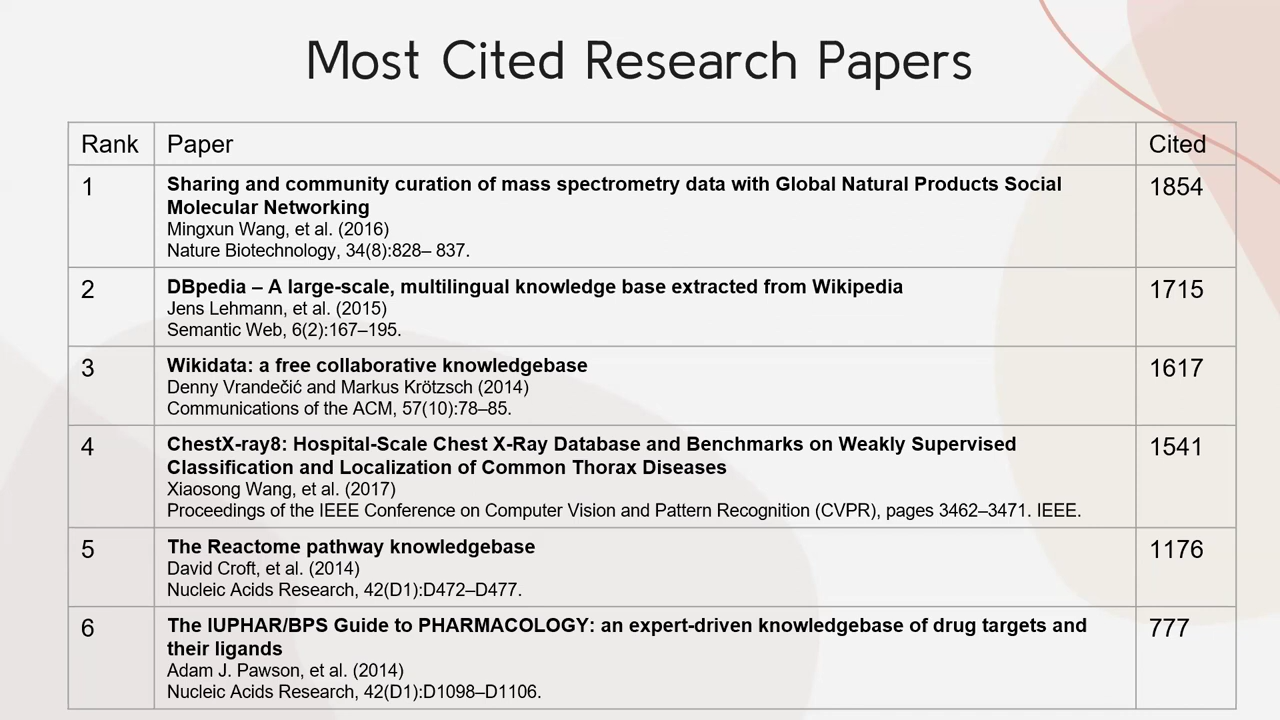 Most Cited Research Papers
Rank Paper Cited
1 Sharing and community curation of mass spectrometry data with Global Natural Products Social 1854
Molecular Networking
Mingxun Wang, et al. (2016)
Nature Biotechnology, 34(8):828– 837.
2 DBpedia – A large-scale, multilingual knowledge base extracted from Wikipedia 1715
Jens Lehmann, et al. (2015)
Semantic Web, 6(2):167–195.
3 Wikidata: a free collaborative knowledgebase 1617
Denny Vrandečić and Markus Krötzsch (2014)
Communications of the ACM, 57(10):78–85.
4 ChestX-ray8: Hospital-Scale Chest X-Ray Database and Benchmarks on Weakly Supervised 1541
Classification and Localization of Common Thorax Diseases
Xiaosong Wang, et al. (2017)
Proceedings of the IEEE Conference on Computer Vision and Pattern Recognition (CVPR), pages 3462–3471. IEEE.
5 The Reactome pathway knowledgebase 1176
David Croft, et al. (2014)
Nucleic Acids Research, 42(D1):D472–D477.
6 The IUPHAR/BPS Guide to PHARMACOLOGY: an expert-driven knowledgebase of drug targets and 777
their ligands
Adam J. Pawson, et al. (2014)
Nucleic Acids Research, 42(D1):D1098–D1106.